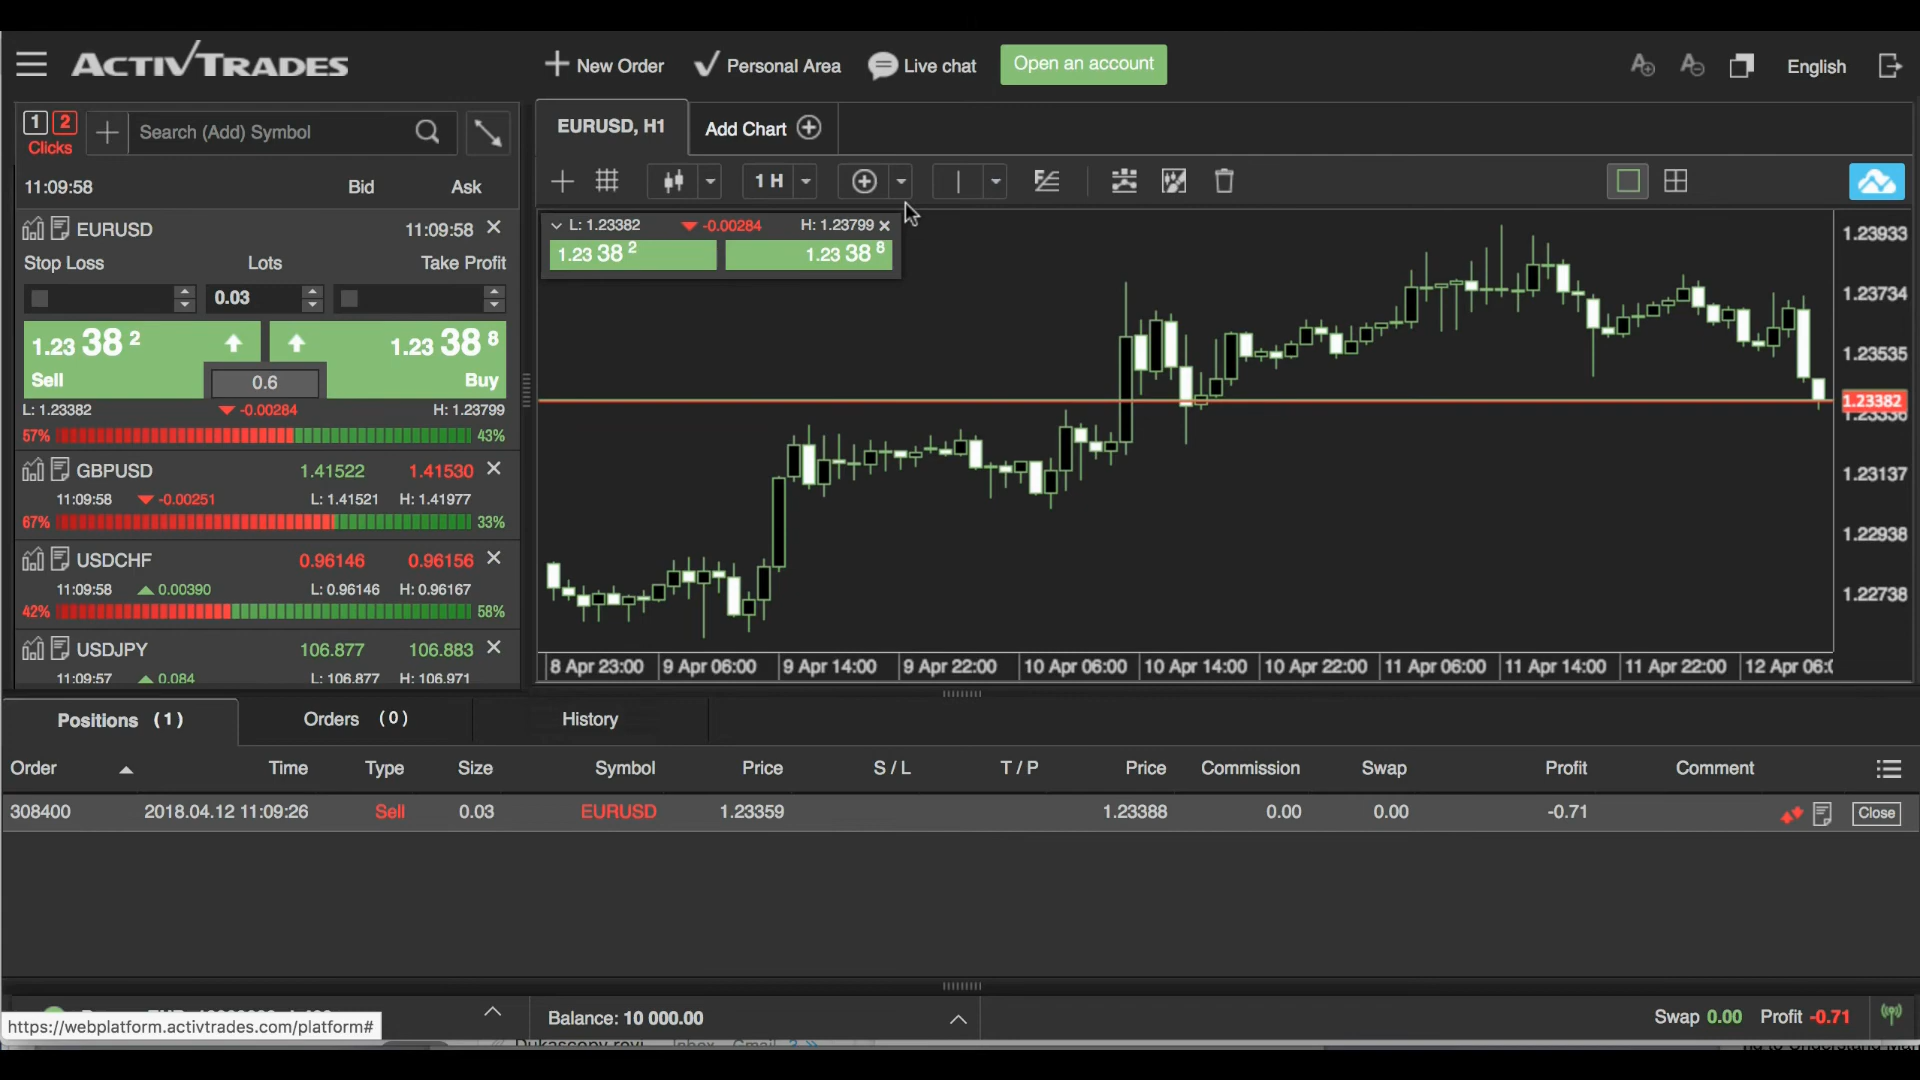 ACTIVTRADES
New Order
Personal Area
Live chat
Open an account
English
1 2
Clicks
Search (Add) Symbol
EURUSD, H1
Add Chart
1 H
11:09:58 Bid Ask
EURUSD 11:09:58
Stop Loss Lots Take Profit
0.03
1.23 38 2
1.23 38 8
Sell 0.6 Buy
L: 1.23382 -0.00284 H: 1.23799
57% 43%
GBPUSD 1.41522 1.41530
11:09:58 -0.00251 L: 1.41521 H: 1.41977
67% 33%
USDCHF 0.96146 0.96156
11:09:58 0.00390 L: 0.96146 H: 0.96167
42% 58%
USDJPY 106.877 106.883
11:09:57 0.084 L: 106.877 H: 106.971
L: 1.23382 -0.00284 H: 1.23799
1.23 38 2 1.23 38 8
1.23933
1.23734
1.23535
1.23382
1.23336
1.23137
1.22938
1.22738
8 Apr 23:00 9 Apr 06:00 9 Apr 14:00 9 Apr 22:00 10 Apr 06:00 10 Apr 14:00 10 Apr 22:00 11 Apr 06:00 11 Apr 14:00 11 Apr 22:00 12 Apr 06:0
Positions (1) Orders (0) History
Order Time Type Size Symbol Price S / L T / P Price Commission Swap Profit Comment
308400 2018.04.12 11:09:26 Sell 0.03 EURUSD 1.23359 1.23388 0.00 0.00 -0.71 Close
https://webplatform.activtrades.com/platform#
Balance: 10 000.00
Swap 0.00 Profit -0.71